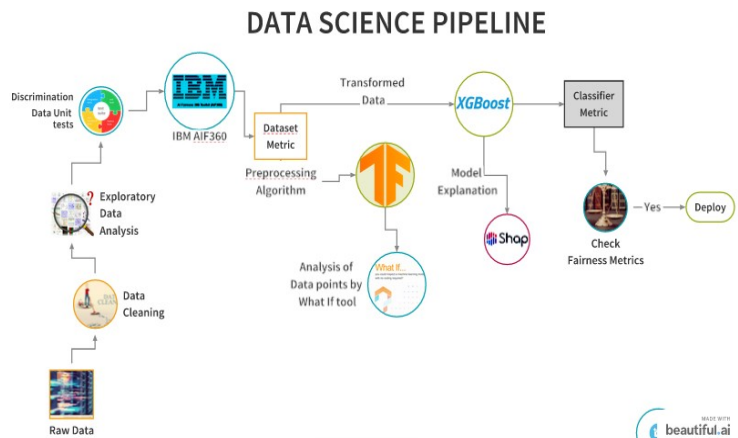 DATA SCIENCE PIPELINE
Discrimination
Data Unit
tests
IBM
IBM AIF360
Transformed
Data
XGBoost
Classifier
Metric
Dataset
Metric
Preprocessing
Algorithm
Model
Explanation
Yes
Deploy
? Exploratory
Data
Analysis
Shap
Check
Fairness Metrics
Analysis of
Data points by
What If tool
What If...
Data
Cleaning
Raw Data
MADE WITH
beautiful.ai